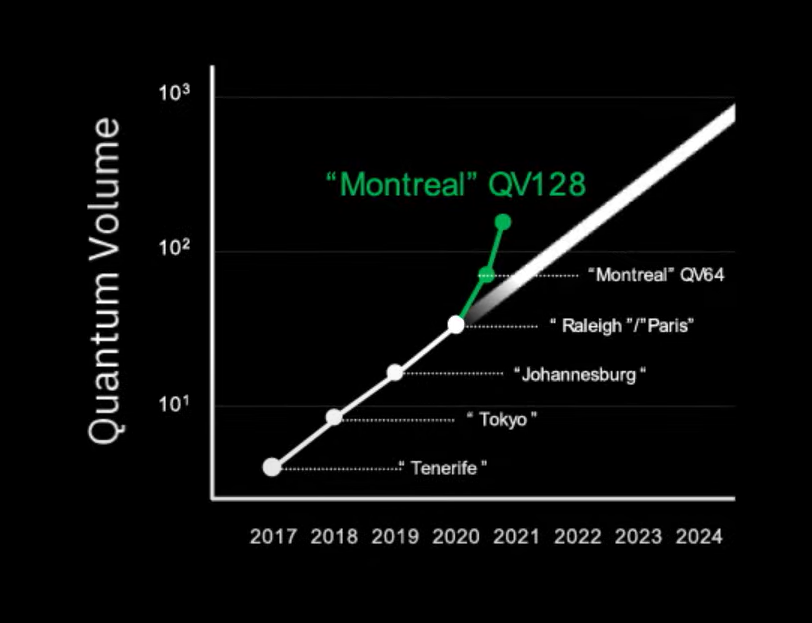 Quantum Volume
10³
10²
10¹
“Montreal” QV128
“Montreal” QV64
“ Raleigh ”/”Paris”
“Johannesburg “
“ Tokyo ”
“ Tenerife ”
2017 2018 2019 2020 2021 2022 2023 2024